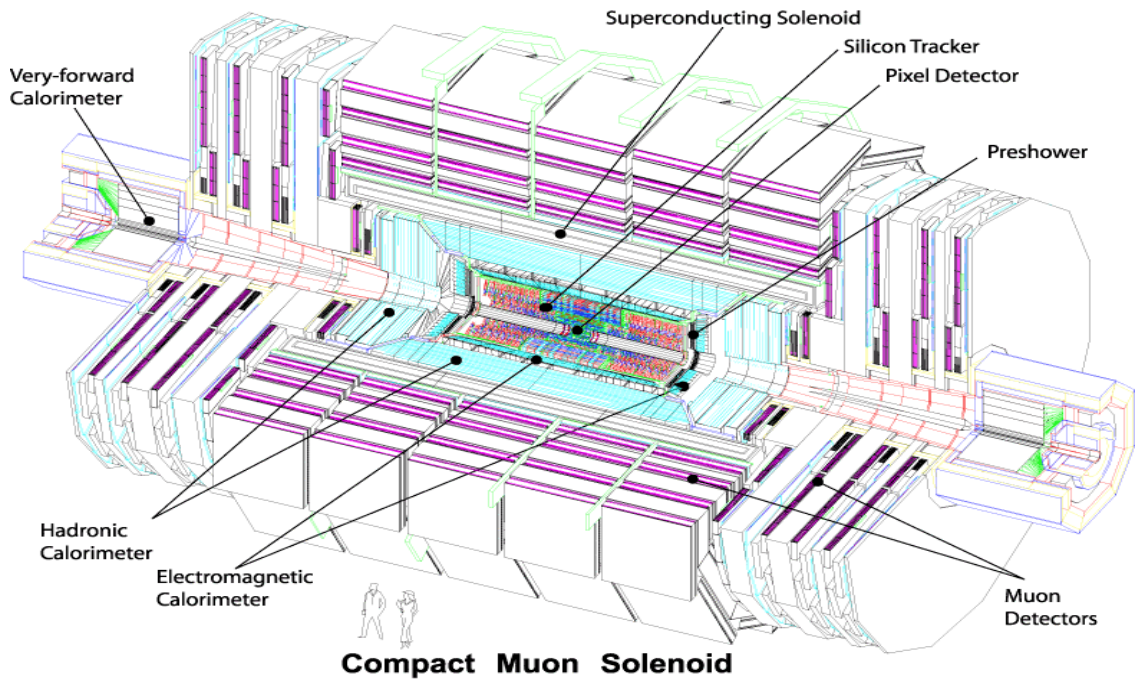 Superconducting Solenoid
Silicon Tracker
Pixel Detector
Very-forward
Calorimeter
Preshower
Hadronic
Calorimeter
Electromagnetic
Calorimeter
Muon
Detectors
Compact Muon Solenoid